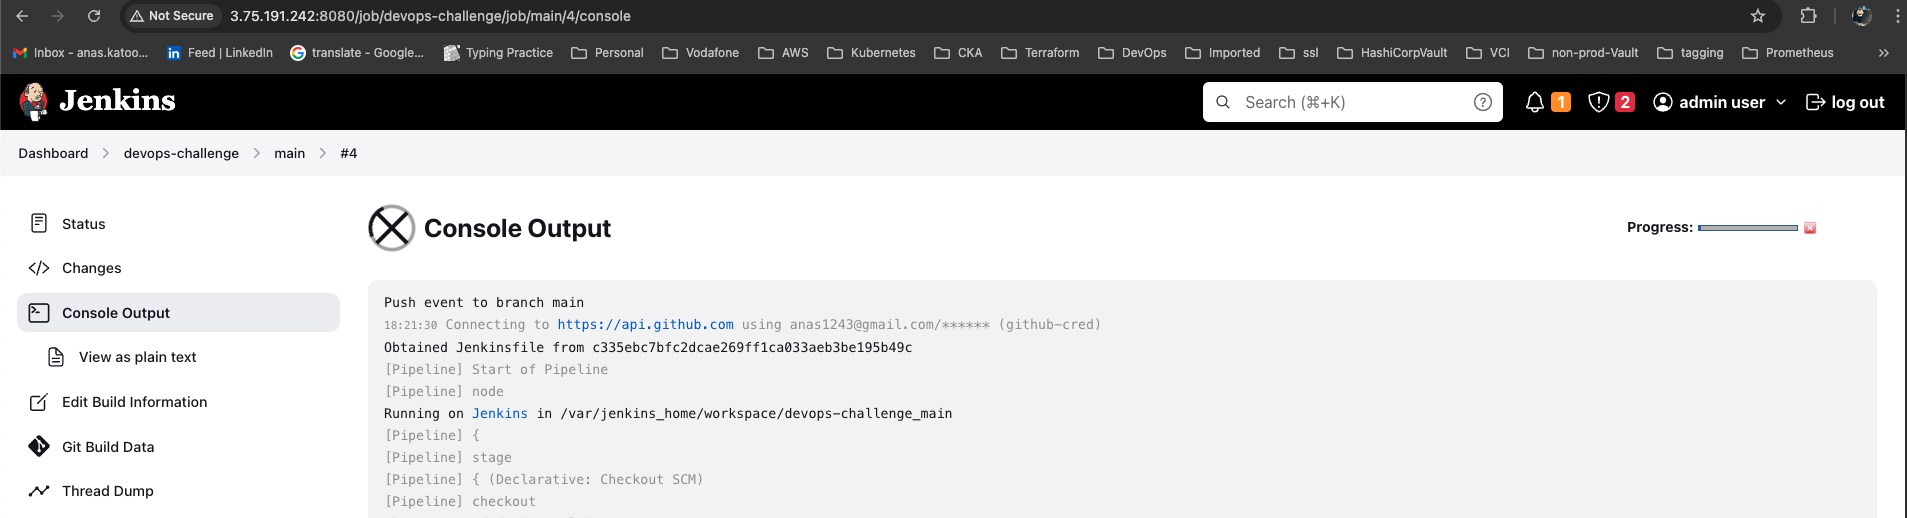 Not Secure 3.75.191.242:8080/job/devops-challenge/job/main/4/console
Inbox - anas.katoo... Feed | LinkedIn translate - Google... Typing Practice Personal Vodafone AWS Kubernetes CKA Terraform DevOps Imported ssl HashiCorpVault VCI non-prod-Vault tagging Prometheus »
Jenkins Search (⌘+K) 1 2 admin user log out
Dashboard devops-challenge main #4
Status
Changes
Console Output
View as plain text
Edit Build Information
Git Build Data
Thread Dump
Console Output
Progress:
Push event to branch main
18:21:30 Connecting to https://api.github.com using anas1243@gmail.com/****** (github-cred)
Obtained Jenkinsfile from c335ebc7bfc2dcae269ff1ca033aeb3be195b49c
[Pipeline] Start of Pipeline
[Pipeline] node
Running on Jenkins in /var/jenkins_home/workspace/devops-challenge_main
[Pipeline] {
[Pipeline] stage
[Pipeline] { (Declarative: Checkout SCM)
[Pipeline] checkout